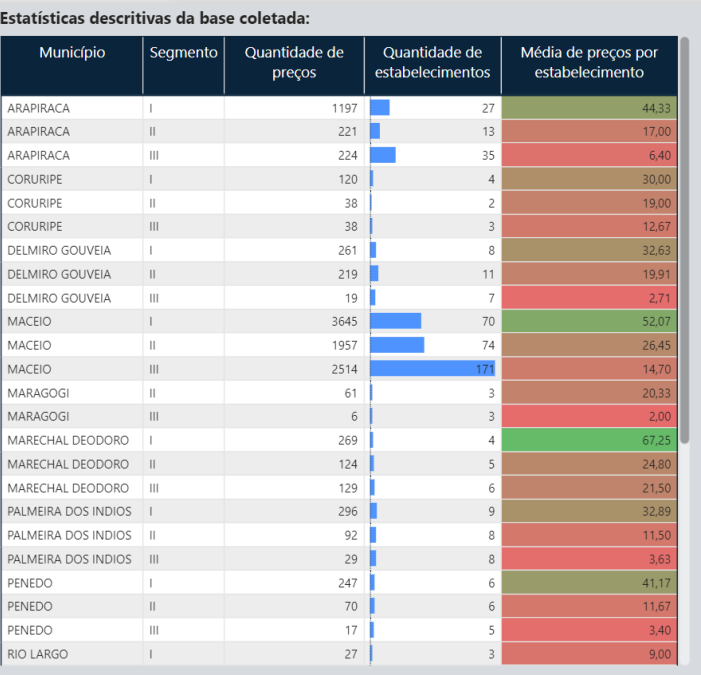 Estatísticas descritivas da base coletada:
Município Segmento Quantidade de preços Quantidade de estabelecimentos Média de preços por estabelecimento
ARAPIRACA I 1197 27 44,33
ARAPIRACA II 221 13 17,00
ARAPIRACA III 224 35 6,40
CORURIPE I 120 4 30,00
CORURIPE II 38 2 19,00
CORURIPE III 38 3 12,67
DELMIRO GOUVEIA I 261 8 32,63
DELMIRO GOUVEIA II 219 11 19,91
DELMIRO GOUVEIA III 19 7 2,71
MACEIO I 3645 70 52,07
MACEIO II 1957 74 26,45
MACEIO III 2514 171 14,70
MARAGOGI II 61 3 20,33
MARAGOGI III 6 3 2,00
MARECHAL DEODORO I 269 4 67,25
MARECHAL DEODORO II 124 5 24,80
MARECHAL DEODORO III 129 6 21,50
PALMEIRA DOS INDIOS I 296 9 32,89
PALMEIRA DOS INDIOS II 92 8 11,50
PALMEIRA DOS INDIOS III 29 8 3,63
PENEDO I 247 6 41,17
PENEDO II 70 6 11,67
PENEDO III 17 5 3,40
RIO LARGO I 27 3 9,00